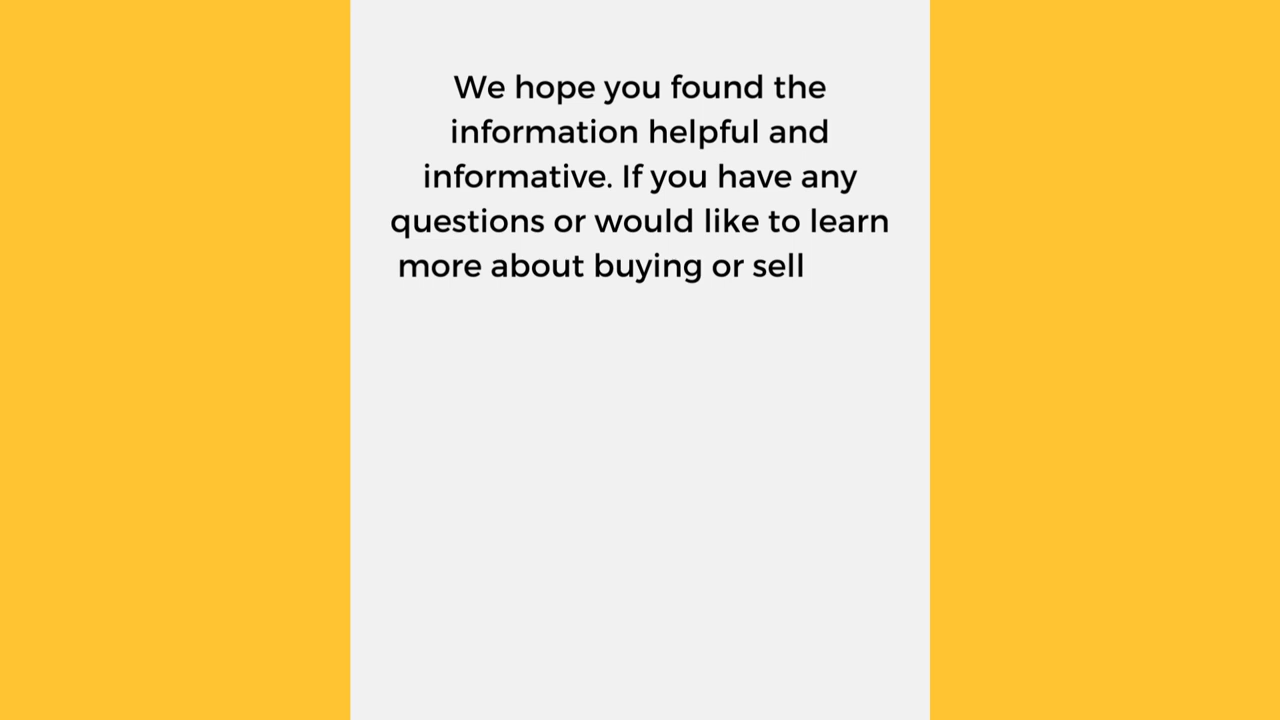 We hope you found the
information helpful and
informative. If you have any
questions or would like to learn
more about buying or sell